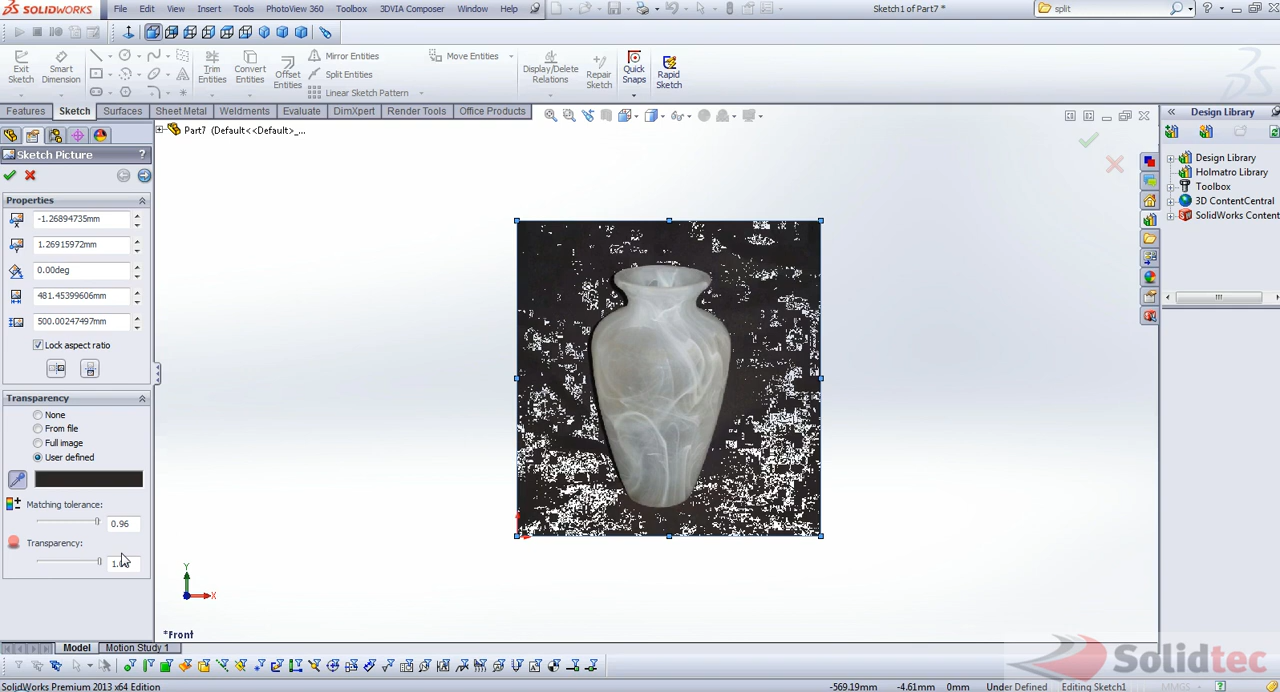 SOLIDWORKS File Edit View Insert Tools Toolbox PhotoView 360 3DVIA Composer Window Help Sketch1 of Part7 * split
Exit Sketch
Smart Dimension
Trim Entities
Convert Entities
Offset Entities
Mirror Entities
Split Entities
Linear Sketch Pattern
Move Entities
Display/Delete Relations
Repair Sketch
Quick Snaps
Rapid Sketch
Features Sketch Surfaces Sheet Metal Weldments Evaluate DimXpert Render Tools Office Products
Part7 (Default<<Default>_...
Sketch Picture ?
Properties
-1.26894735mm
1.26915972mm
0.00deg
481.45399606mm
500.00247497mm
Lock aspect ratio
Transparency
None
From file
Full image
User defined
Matching tolerance:
0.96
Transparency:
Y
X
*Front
Design Library
Design Library
Holmatro Library
Toolbox
3D ContentCentral
SolidWorks Content
Model Motion Study 1
Solidtec
SolidWorks Premium 2013 x64 Edition -569.19mm -4.61mm 0mm Under Defined Editing Sketch1 MMGS